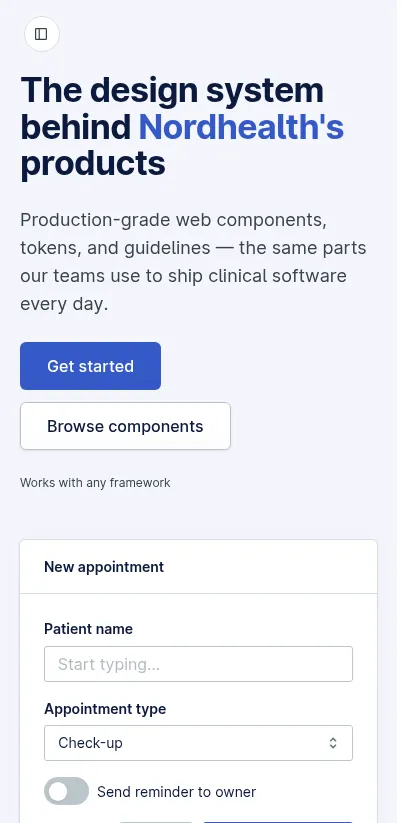 The design system
behind Nordhealth's
products
Production-grade web components,
tokens, and guidelines — the same parts
our teams use to ship clinical software
every day.
Get started
Browse components
Works with any framework
New appointment
Patient name
Start typing...
Appointment type
Check-up
Send reminder to owner